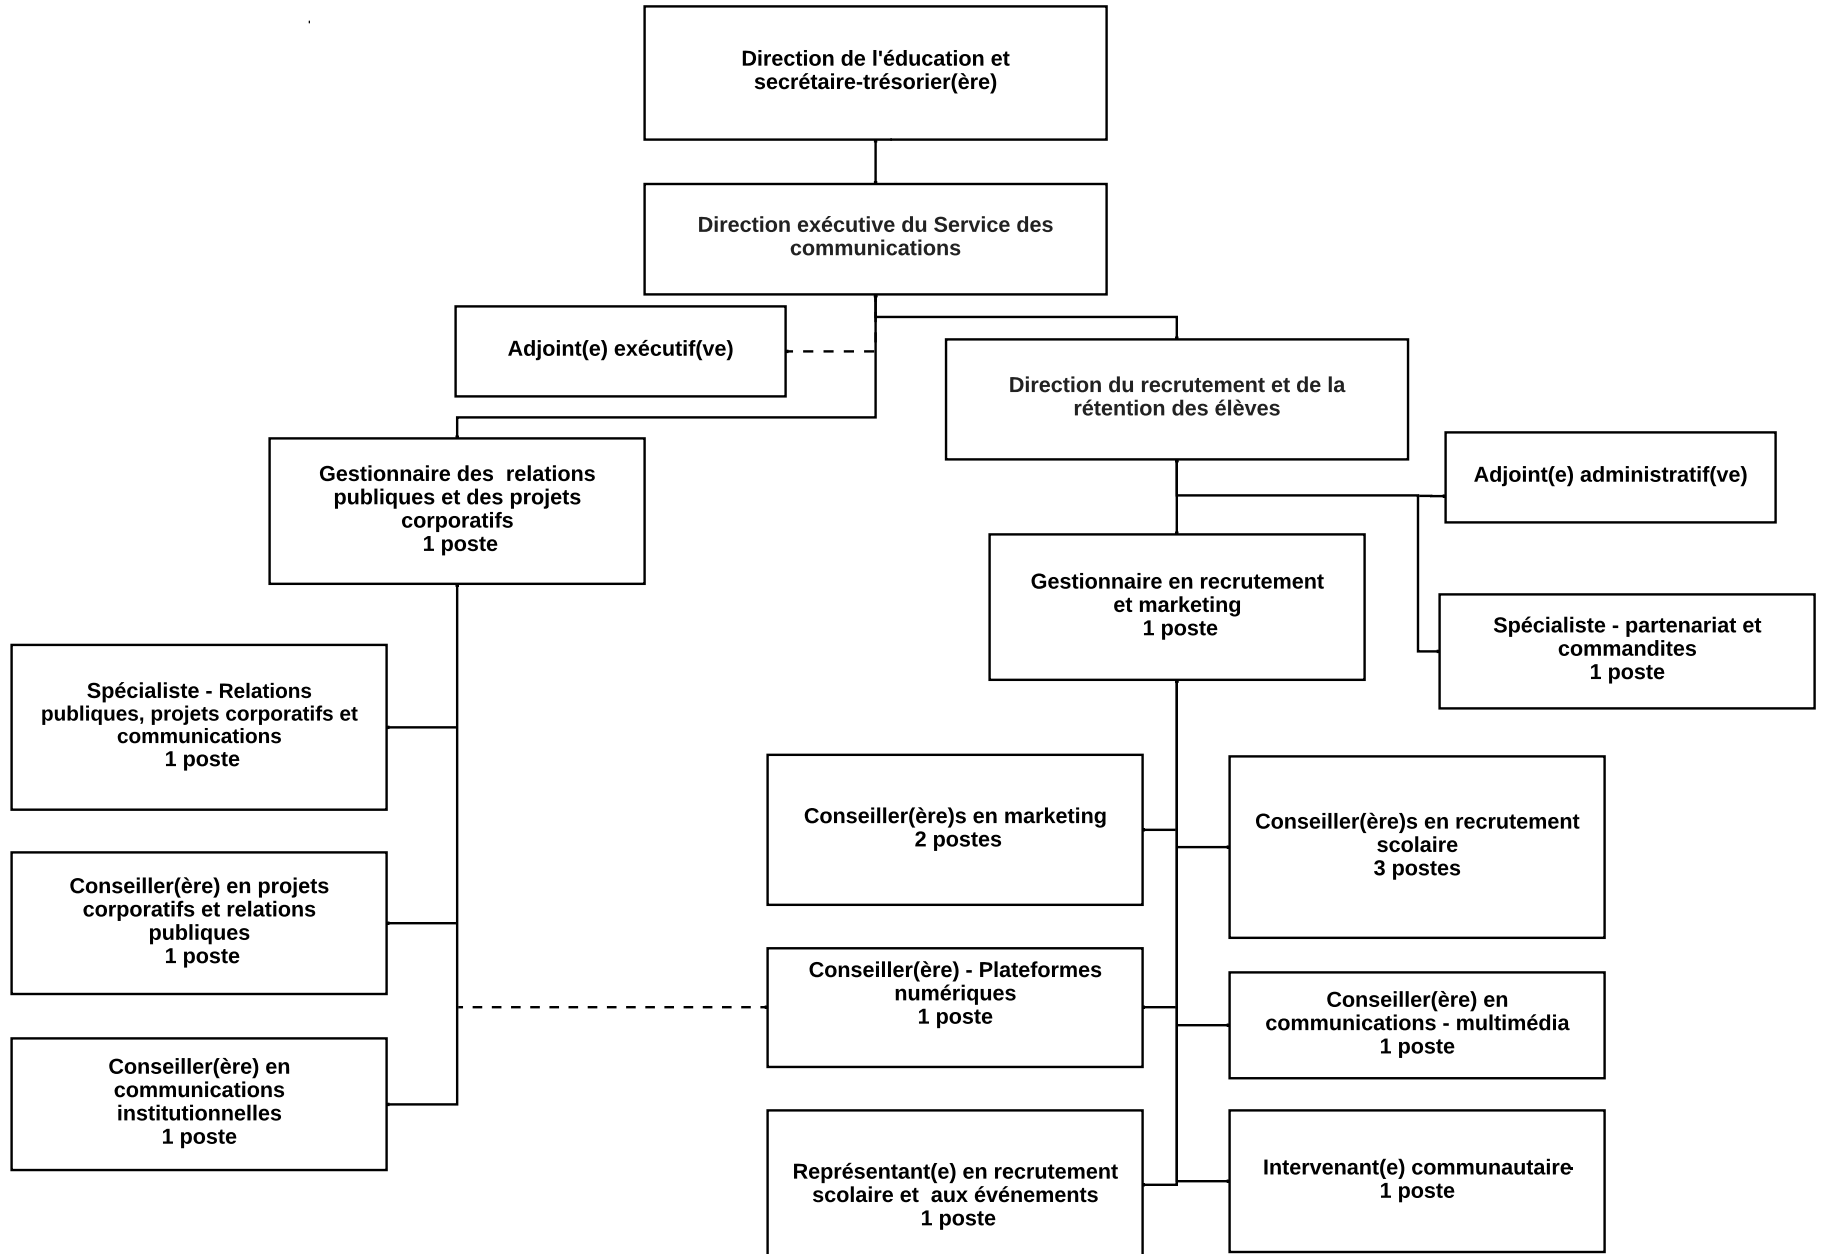 Direction de l'éducation et
secrétaire-trésorier(ère)
Direction exécutive du Service des
communications
Adjoint(e) exécutif(ve)
Direction du recrutement et de la
rétention des élèves
Adjoint(e) administratif(ve)
Gestionnaire des  relations
publiques et des projets
corporatifs
1 poste
Gestionnaire en recrutement
et marketing
1 poste
Spécialiste - partenariat et
commandites
1 poste
Spécialiste - Relations
publiques, projets corporatifs et
communications
1 poste
Conseiller(ère)s en marketing
2 postes
Conseiller(ère)s en recrutement
scolaire
3 postes
Conseiller(ère) en projets
corporatifs et relations
publiques
1 poste
Conseiller(ère) - Plateformes
numériques
1 poste
Conseiller(ère) en
communications - multimédia
1 poste
Conseiller(ère) en
communications
institutionnelles
1 poste
Représentant(e) en recrutement
scolaire et  aux événements
1 poste
Intervenant(e) communautaire
1 poste